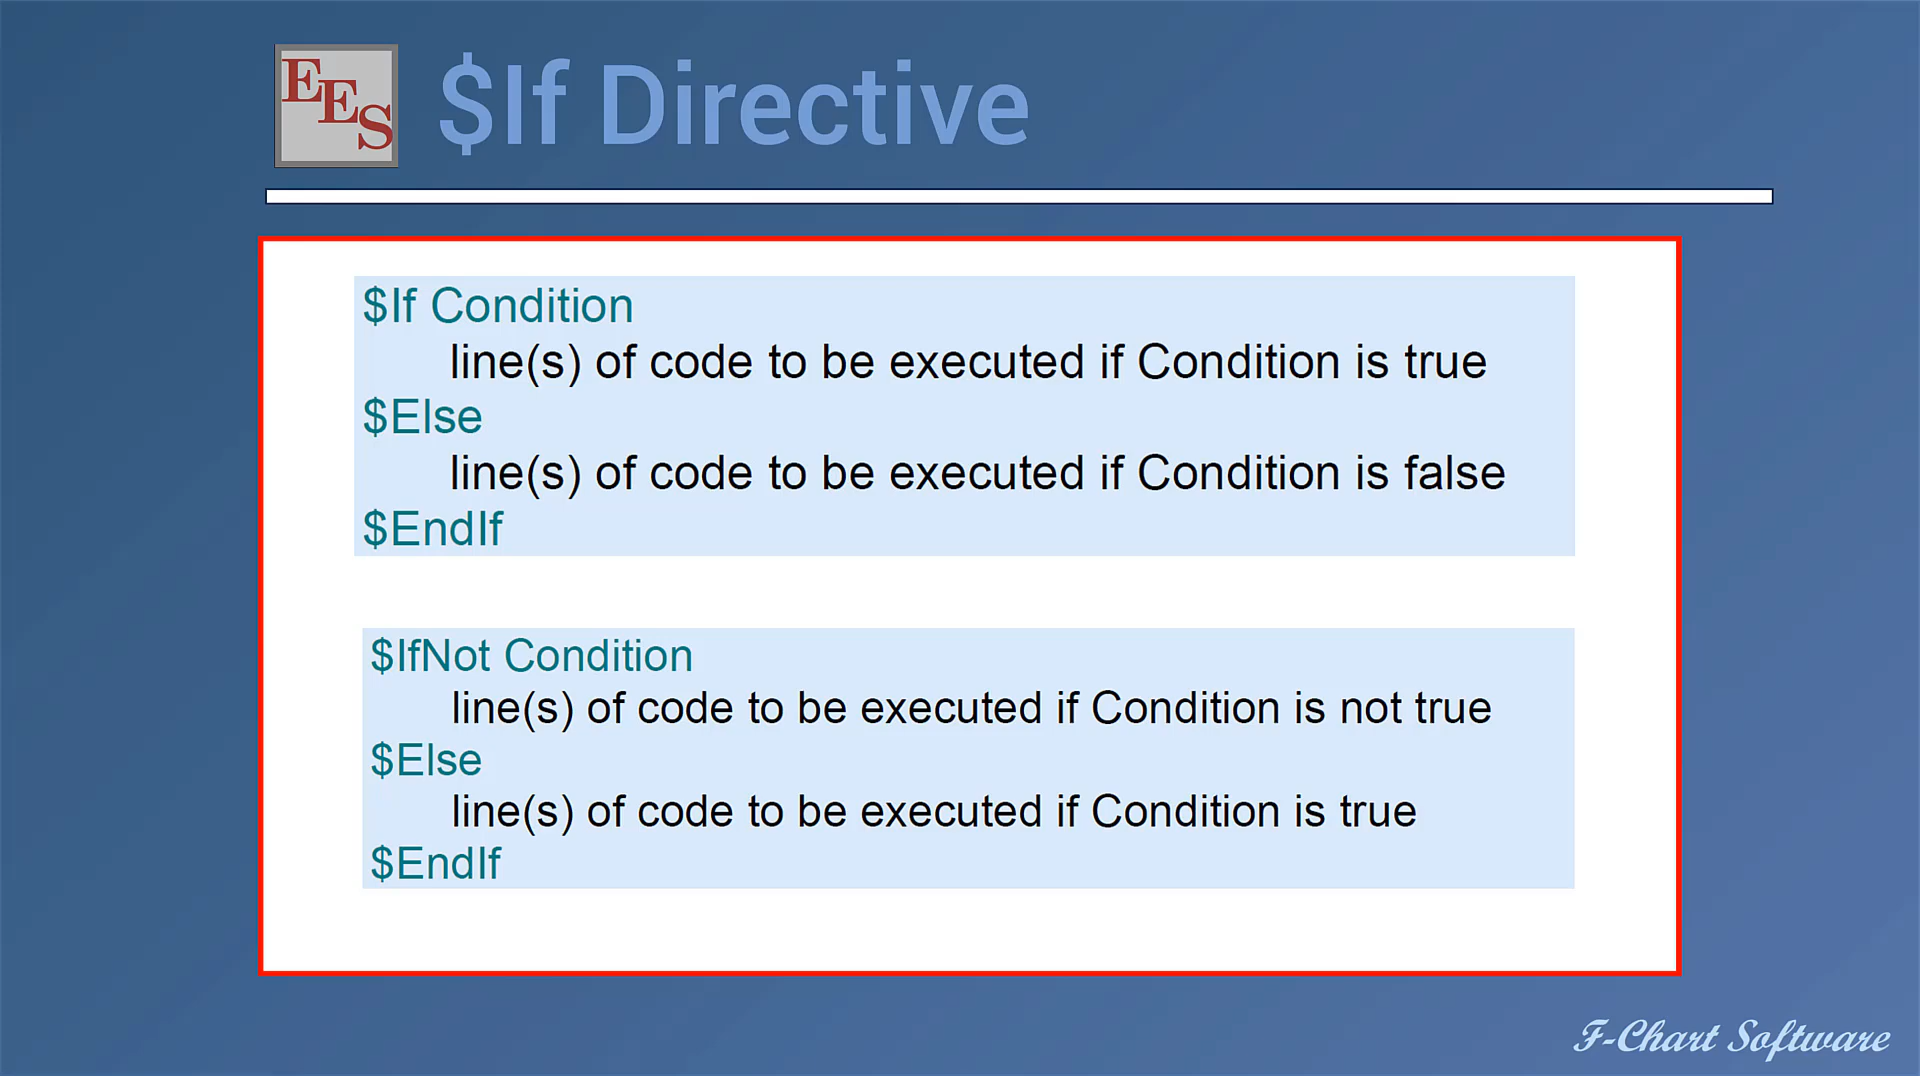 EES
$If Directive
$If Condition
line(s) of code to be executed if Condition is true
$Else
line(s) of code to be executed if Condition is false
$EndIf
$IfNot Condition
line(s) of code to be executed if Condition is not true
$Else
line(s) of code to be executed if Condition is true
$EndIf
F-Chart Software